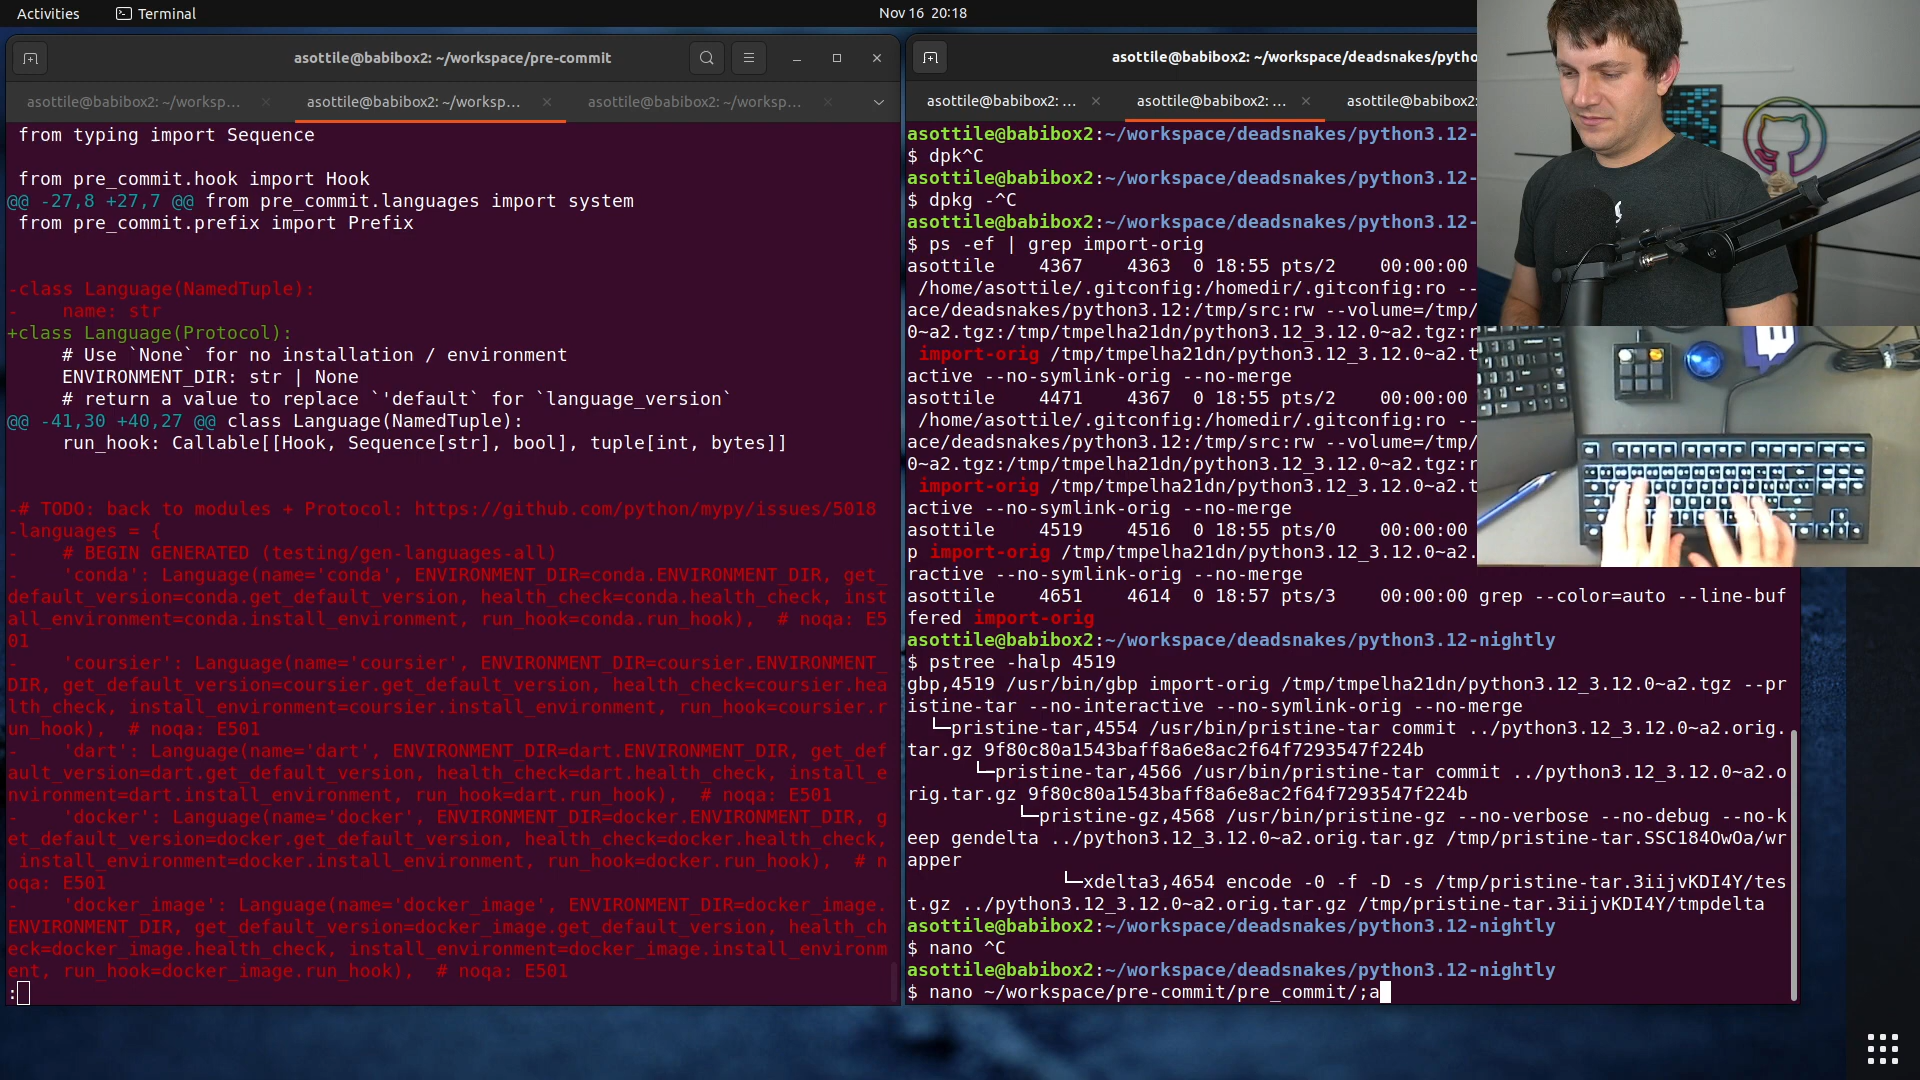 Activities
Terminal
Nov 16 20:18
asottile@babibox2: ~/workspace/pre-commit
asottile@babibox2: ~/worksp...
asottile@babibox2: ~/worksp...
asottile@babibox2: ~/worksp...
from typing import Sequence
from pre_commit.hook import Hook
@@ -27,8 +27,7 @@ from pre_commit.languages import system
from pre_commit.prefix import Prefix
-class Language(NamedTuple):
-    name: str
+class Language(Protocol):
# Use `None` for no installation / environment
ENVIRONMENT_DIR: str | None
# return a value to replace `'default` for `language_version`
@@ -41,30 +40,27 @@ class Language(NamedTuple):
run_hook: Callable[[Hook, Sequence[str], bool], tuple[int, bytes]]
-# TODO: back to modules + Protocol: https://github.com/python/mypy/issues/5018
-languages = {
-    # BEGIN GENERATED (testing/gen-languages-all)
-    'conda': Language(name='conda', ENVIRONMENT_DIR=conda.ENVIRONMENT_DIR, get_
default_version=conda.get_default_version, health_check=conda.health_check, inst
all_environment=conda.install_environment, run_hook=conda.run_hook),  # noqa: E5
01
-    'coursier': Language(name='coursier', ENVIRONMENT_DIR=coursier.ENVIRONMENT_
DIR, get_default_version=coursier.get_default_version, health_check=coursier.hea
lth_check, install_environment=coursier.install_environment, run_hook=coursier.r
un_hook),  # noqa: E501
-    'dart': Language(name='dart', ENVIRONMENT_DIR=dart.ENVIRONMENT_DIR, get_def
ault_version=dart.get_default_version, health_check=dart.health_check, install_e
nvironment=dart.install_environment, run_hook=dart.run_hook),  # noqa: E501
-    'docker': Language(name='docker', ENVIRONMENT_DIR=docker.ENVIRONMENT_DIR, g
et_default_version=docker.get_default_version, health_check=docker.health_check,
install_environment=docker.install_environment, run_hook=docker.run_hook),  # n
oqa: E501
-    'docker_image': Language(name='docker_image', ENVIRONMENT_DIR=docker_image.
ENVIRONMENT_DIR, get_default_version=docker_image.get_default_version, health_ch
eck=docker_image.health_check, install_environment=docker_image.install_environm
ent, run_hook=docker_image.run_hook),  # noqa: E501
:
asottile@babibox2: ~/workspace/deadsnakes/pytho
asottile@babibox2: ...
asottile@babibox2: ...
asottile@babibox2:
asottile@babibox2:~/workspace/deadsnakes/python3.12-
$ dpk^C
asottile@babibox2:~/workspace/deadsnakes/python3.12-
$ dpkg -^C
asottile@babibox2:~/workspace/deadsnakes/python3.12-
$ ps -ef | grep import-orig
asottile    4367    4363  0 18:55 pts/2    00:00:00
/home/asottile/.gitconfig:/homedir/.gitconfig:ro --
ace/deadsnakes/python3.12:/tmp/src:rw --volume=/tmp/
0~a2.tgz:/tmp/tmpelha21dn/python3.12_3.12.0~a2.tgz:r
import-orig /tmp/tmpelha21dn/python3.12_3.12.0~a2.t
active --no-symlink-orig --no-merge
asottile    4471    4367  0 18:55 pts/2    00:00:00
/home/asottile/.gitconfig:/homedir/.gitconfig:ro --
ace/deadsnakes/python3.12:/tmp/src:rw --volume=/tmp/
0~a2.tgz:/tmp/tmpelha21dn/python3.12_3.12.0~a2.tgz:r
import-orig /tmp/tmpelha21dn/python3.12_3.12.0~a2.t
active --no-symlink-orig --no-merge
asottile    4519    4516  0 18:55 pts/0    00:00:00
p import-orig /tmp/tmpelha21dn/python3.12_3.12.0~a2.
ractive --no-symlink-orig --no-merge
asottile    4651    4614  0 18:57 pts/3    00:00:00 grep --color=auto --line-buf
fered import-orig
asottile@babibox2:~/workspace/deadsnakes/python3.12-nightly
$ pstree -halp 4519
gbp,4519 /usr/bin/gbp import-orig /tmp/tmpelha21dn/python3.12_3.12.0~a2.tgz --pr
istine-tar --no-interactive --no-symlink-orig --no-merge
└─pristine-tar,4554 /usr/bin/pristine-tar commit ../python3.12_3.12.0~a2.orig.
tar.gz 9f80c80a1543baff8a6e8ac2f64f7293547f224b
└─pristine-tar,4566 /usr/bin/pristine-tar commit ../python3.12_3.12.0~a2.o
rig.tar.gz 9f80c80a1543baff8a6e8ac2f64f7293547f224b
└─pristine-gz,4568 /usr/bin/pristine-gz --no-verbose --no-debug --no-k
eep gendelta ../python3.12_3.12.0~a2.orig.tar.gz /tmp/pristine-tar.SSC184OwOa/wr
apper
└─xdelta3,4654 encode -0 -f -D -s /tmp/pristine-tar.3iijvKDI4Y/tes
t.gz ../python3.12_3.12.0~a2.orig.tar.gz /tmp/pristine-tar.3iijvKDI4Y/tmpdelta
asottile@babibox2:~/workspace/deadsnakes/python3.12-nightly
$ nano ^C
asottile@babibox2:~/workspace/deadsnakes/python3.12-nightly
$ nano ~/workspace/pre-commit/pre_commit/;a